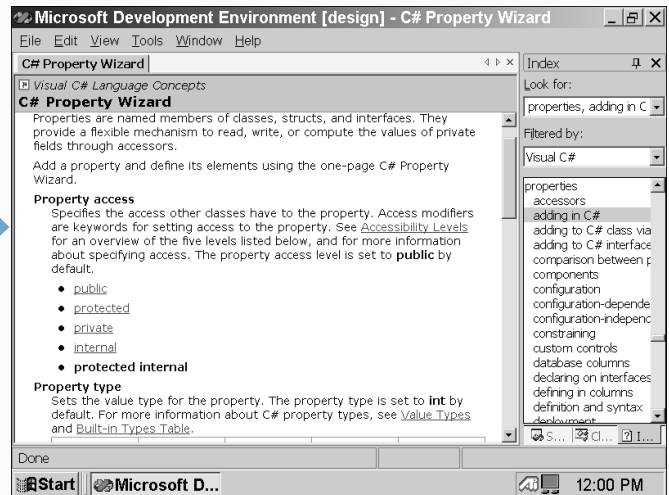 Microsoft Development Environment [design] - C# Property Wizard
File Edit View Tools Window Help
C# Property Wizard
Visual C# Language Concepts
C# Property Wizard
Properties are named members of classes, structs, and interfaces. They
provide a flexible mechanism to read, write, or compute the values of private
fields through accessors.
Add a property and define its elements using the one-page C# Property
Wizard.
Property access
Specifies the access other classes have to the property. Access modifiers
are keywords for setting access to the property. See Accessibility Levels
for an overview of the five levels listed below, and for more information
about specifying access. The property access level is set to public by
default.
public
protected
private
internal
protected internal
Property type
Sets the value type for the property. The property type is set to int by
default. For more information about C# property types, see Value Types
and Built-in Types Table.
Index
Look for:
properties, adding in C
Filtered by:
Visual C#
properties
accessors
adding in C#
adding to C# class via
adding to C# interface
comparison between p
components
configuration
configuration-depende
configuration-independ
constraining
custom controls
database columns
declaring on interfaces
defining in columns
definition and syntax
deployment
S... Cl... I...
Done
Start Microsoft D... 12:00 PM